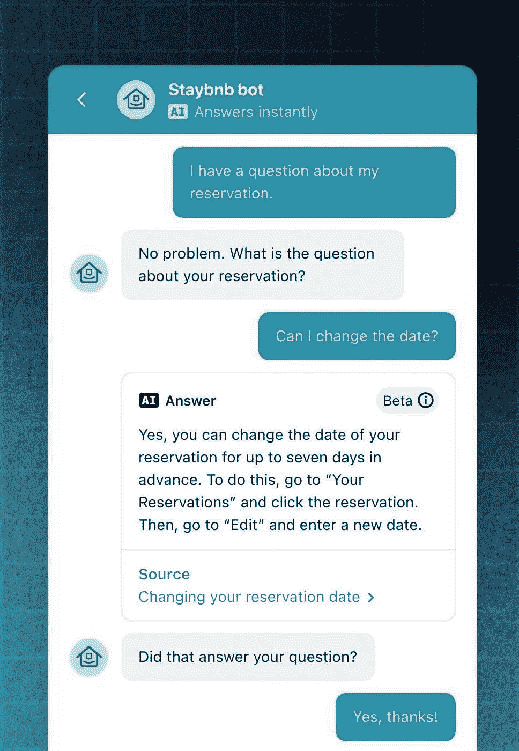 Staybnb bot
AI Answers instantly
I have a question about my
reservation.
No problem. What is the question
about your reservation?
Can I change the date?
AI Answer
Beta
Yes, you can change the date of your
reservation for up to seven days in
advance. To do this, go to “Your
Reservations” and click the reservation.
Then, go to “Edit” and enter a new date.
Source
Changing your reservation date >
Did that answer your question?
Yes, thanks!